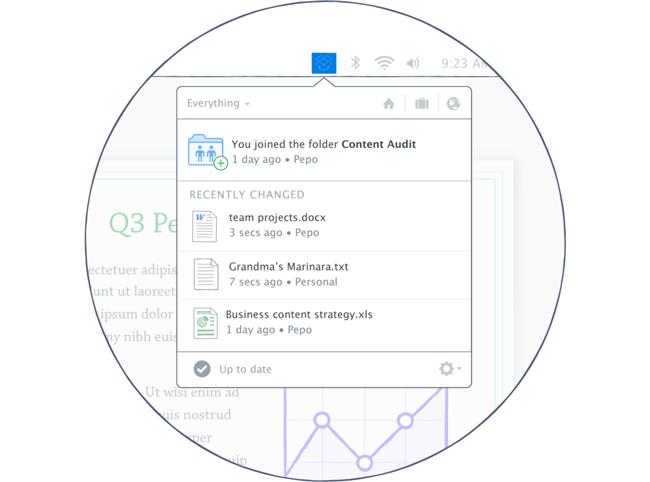 9:23 AM
Everything
You joined the folder Content Audit
1 day ago • Pepo
RECENTLY CHANGED
W
team projects.docx
3 secs ago • Pepo
Grandma's Marinara.txt
7 secs ago • Personal
Business content strategy.xls
1 day ago • Pepo
Up to date
Q3 Pe
ectetuer adipis
unt ut laoreet
ipsum dolor
ny nibh euis
Ut wisi enim ad
uis nostrud
rper
uip